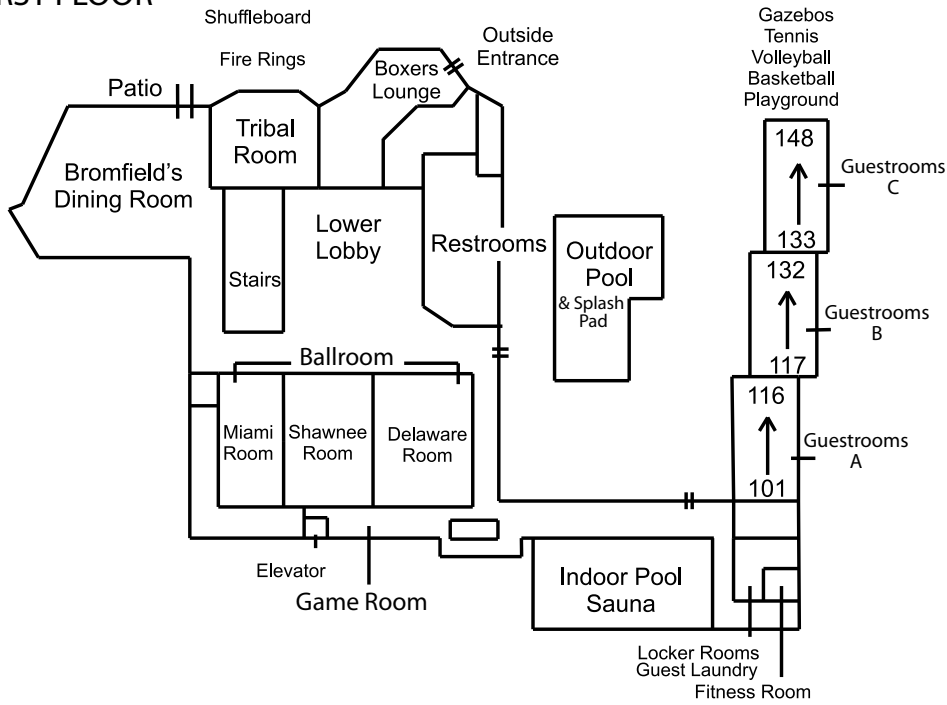 Shuffleboard
Fire Rings
Outside
Entrance
Gazebos
Tennis
Volleyball
Basketball
Playground
Patio
Boxers
Lounge
Tribal
Room
Bromfield's
Dining Room
148
Guestrooms
C
133
Lower
Lobby
Restrooms
Outdoor
Pool
& Splash
Pad
Stairs
132
Guestrooms
B
117
Ballroom
116
Miami
Room
Shawnee
Room
Delaware
Room
Guestrooms
A
101
Elevator
Game Room
Indoor Pool
Sauna
Locker Rooms
Guest Laundry
Fitness Room